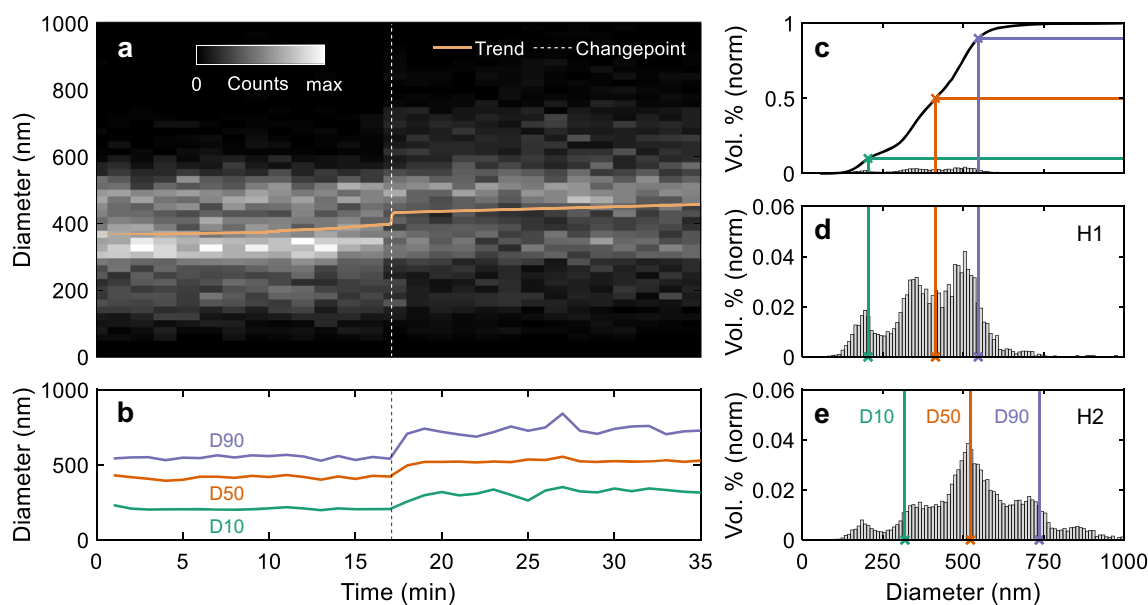 1000
800
600
400
200
0
Diameter (nm)
a
0 Counts max
Trend
Changepoint
b
1000
500
0
Diameter (nm)
D90
D50
D10
0 5 10 15 20 25 30 35
Time (min)
c
1
0.5
0
Vol. % (norm)
d
H1
0.06
0.04
0.02
0
Vol. % (norm)
e
D10 D50 D90 H2
0.06
0.04
0.02
0.00
Vol. % (norm)
0 250 500 750 1000
Diameter (nm)